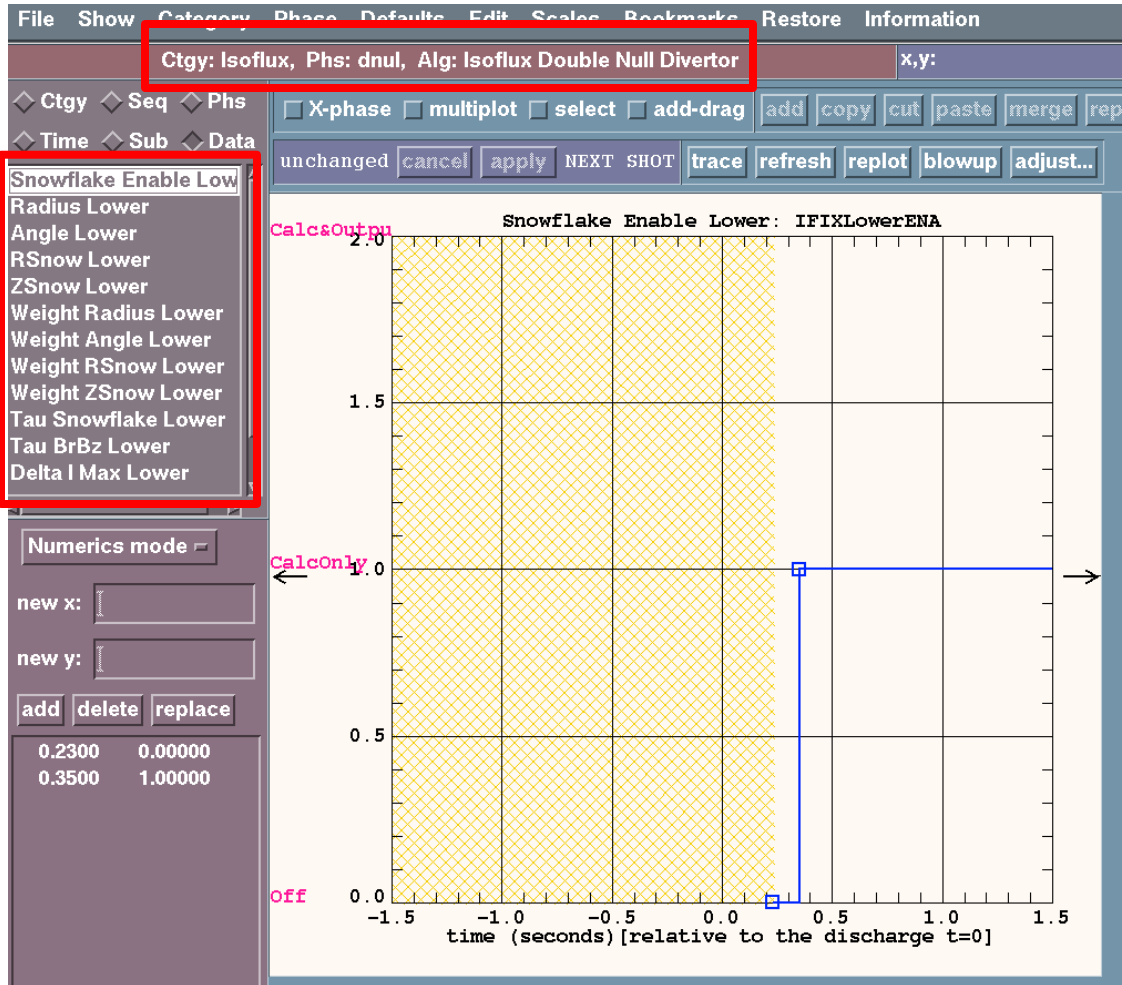 File Show Category Phase Defaults Edit Scales Bookmarks Restore Information
Ctgy: Isoflux, Phs: dnul, Alg: Isoflux Double Null Divertor
x,y:
Ctgy Seq Phs
Time Sub Data
X-phase multiplot select add-drag add copy cut paste merge rep
unchanged cancel apply NEXT SHOT trace refresh replot blowup adjust...
Snowflake Enable Low
Radius Lower
Angle Lower
RSnow Lower
ZSnow Lower
Weight Radius Lower
Weight Angle Lower
Weight RSnow Lower
Weight ZSnow Lower
Tau Snowflake Lower
Tau BrBz Lower
Delta I Max Lower
Numerics mode
new x:
new y:
add delete replace
0.2300 0.00000
0.3500 1.00000
Snowflake Enable Lower: IFIXLowerENA
Calc&Outpu
2.0
1.5
CalcOnly
1.0
0.5
Off
0.0
-1.5 -1.0 -0.5 0.0 0.5 1.0 1.5
time (seconds)[relative to the discharge t=0]